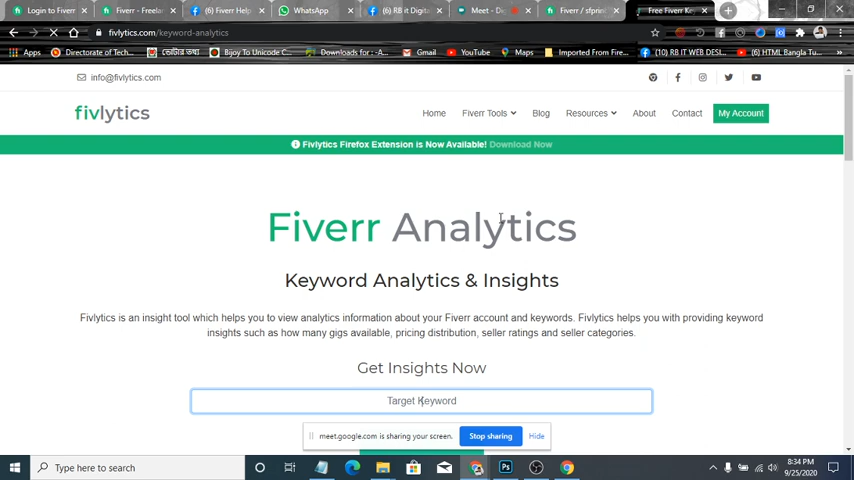 Login to Fiverr
Fiverr - Freelan
(6) Fiverr Help
WhatsApp
(6) RB it Digita
Meet -
Fiverr / sfprin
Free Fiverr Ke
fivlytics.com/keyword-analytics
Apps
Directorate of Tech...
Bijoy To Unicode C...
Downloads for : -A...
Gmail
YouTube
Maps
Imported From Fire...
(10) RB IT WEB DESI...
(6) HTML Bangla Tu...
info@fivlytics.com
fivlytics
Home
Fiverr Tools
Blog
Resources
About
Contact
My Account
Fivlytics Firefox Extension is Now Available! Download Now
Fiverr Analytics
Keyword Analytics & Insights
Fivlytics is an insight tool which helps you to view analytics information about your Fiverr account and keywords. Fivlytics helps you with providing keyword
insights such as how many gigs available, pricing distribution, seller ratings and seller categories.
Get Insights Now
Target Keyword
meet.google.com is sharing your screen.
Stop sharing
Hide
Type here to search
8:34 PM
9/25/2020